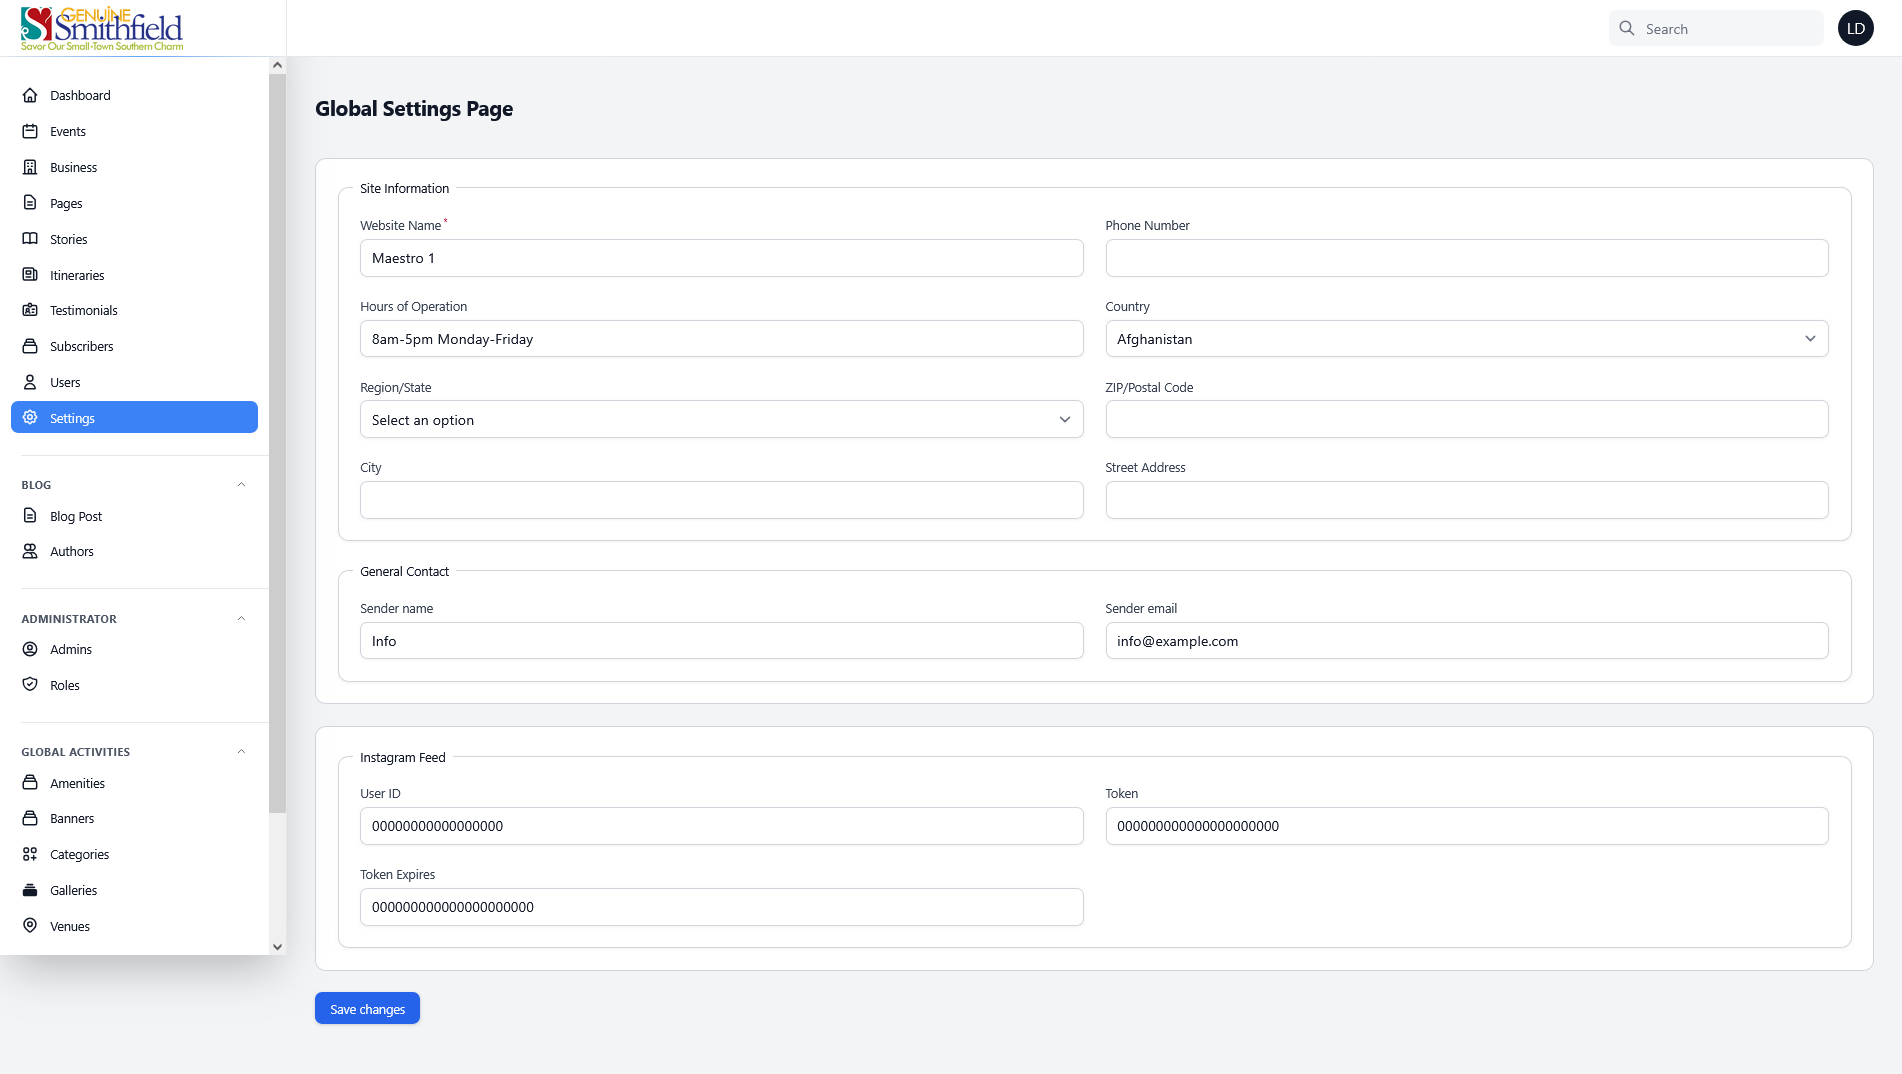 GENUINE
Smithfield
Savor Our Small-Town Southern Charm
Search
LD
Dashboard
Events
Business
Pages
Stories
Itineraries
Testimonials
Subscribers
Users
Settings
BLOG
Blog Post
Authors
ADMINISTRATOR
Admins
Roles
GLOBAL ACTIVITIES
Amenities
Banners
Categories
Galleries
Venues
Global Settings Page
Site Information
Website Name*
Phone Number
Maestro 1
Hours of Operation
Country
8am-5pm Monday-Friday
Afghanistan
Region/State
ZIP/Postal Code
Select an option
City
Street Address
General Contact
Sender name
Sender email
Info
info@example.com
Instagram Feed
User ID
Token
00000000000000000
000000000000000000000
Token Expires
000000000000000000000
Save changes